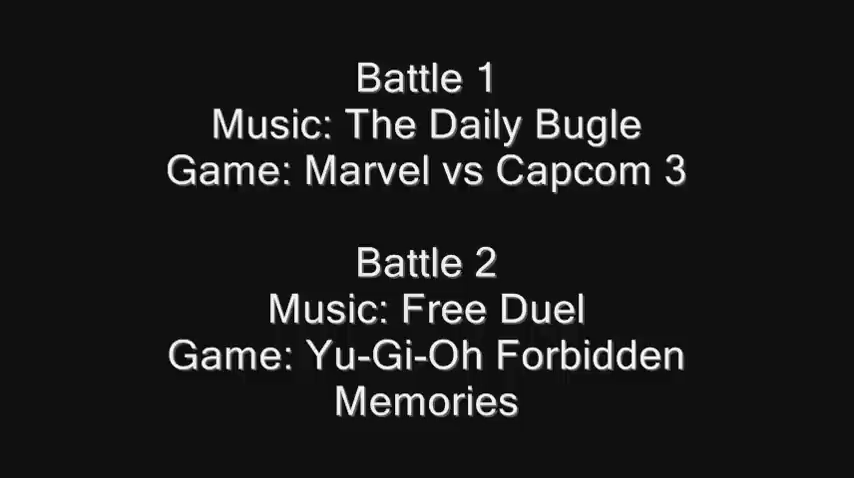 Battle 1
Music: The Daily Bugle
Game: Marvel vs Capcom 3
Battle 2
Music: Free Duel
Game: Yu-Gi-Oh Forbidden
Memories